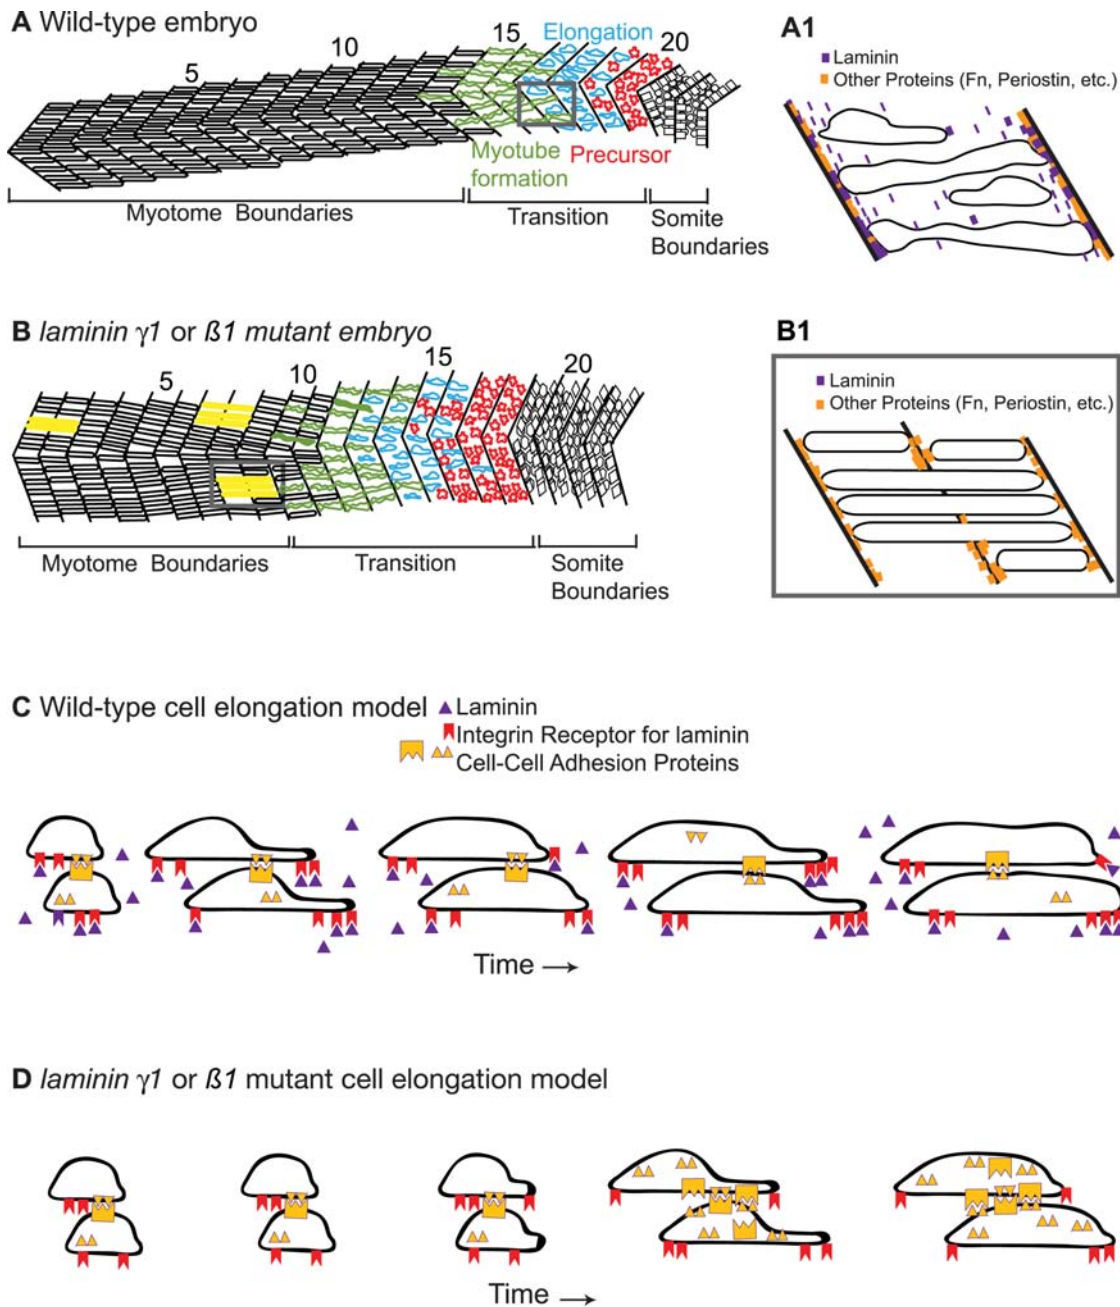 A Wild-type embryo
5
10
15
Elongation
20
Myotube
formation
Precursor
Myotome Boundaries
Transition
Somite
Boundaries
A1
Laminin
Other Proteins (Fn, Periostin, etc.)
B laminin γ1 or ß1 mutant embryo
5
10
15
20
Myotome Boundaries
Transition
Somite
Boundaries
B1
Laminin
Other Proteins (Fn, Periostin, etc.)
C Wild-type cell elongation model
Laminin
Integrin Receptor for laminin
Cell-Cell Adhesion Proteins
Time →
D laminin γ1 or ß1 mutant cell elongation model
Time →